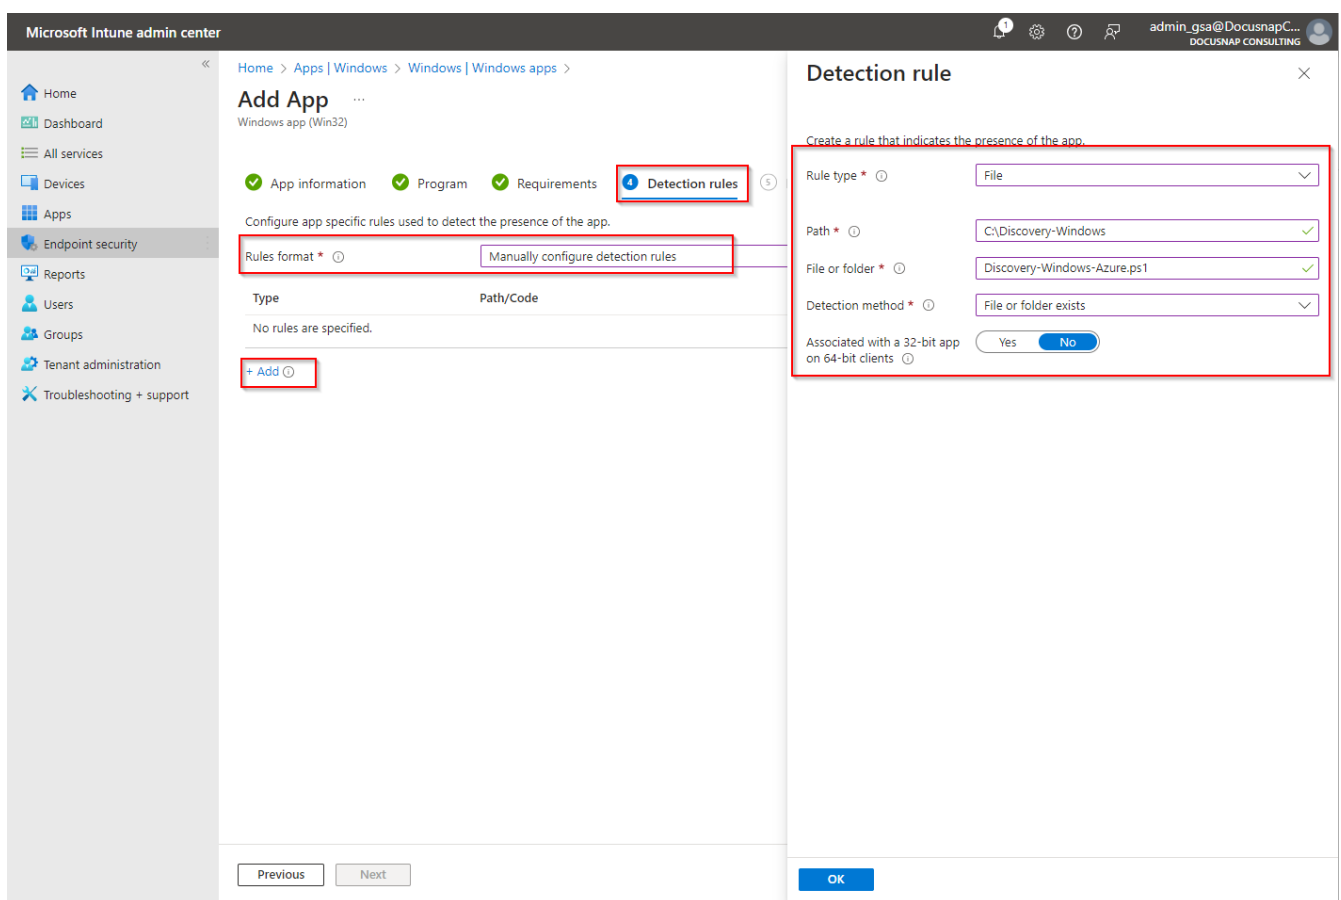 Microsoft Intune admin center
1
admin_gsa@DocusnapC...
DOCUSNAP CONSULTING
«
Home
Dashboard
All services
Devices
Apps
Endpoint security
Reports
Users
Groups
Tenant administration
Troubleshooting + support
Home > Apps | Windows > Windows | Windows apps >
Add App ...
Windows app (Win32)
App information
Program
Requirements
4 Detection rules
5
Configure app specific rules used to detect the presence of the app.
Rules format *
Manually configure detection rules
Type Path/Code
No rules are specified.
+ Add
Previous
Next
Detection rule
Create a rule that indicates the presence of the app.
Rule type * File
Path * C:\Discovery-Windows
File or folder * Discovery-Windows-Azure.ps1
Detection method * File or folder exists
Associated with a 32-bit app
on 64-bit clients
Yes No
OK